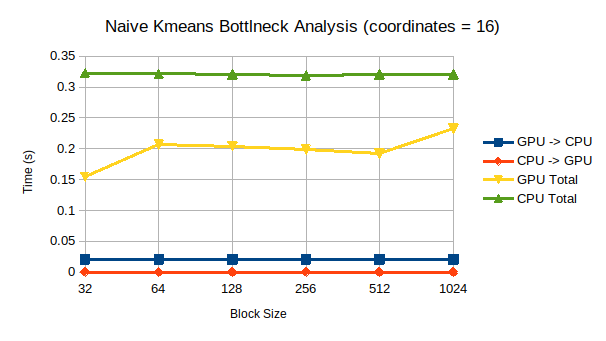 Naive Kmeans Bottlneck Analysis (coordinates = 16)
0.35
0.3
0.25
0.2
0.15
0.1
0.05
0
Time (s)
32 64 128 256 512 1024
Block Size
GPU -> CPU
CPU -> GPU
GPU Total
CPU Total